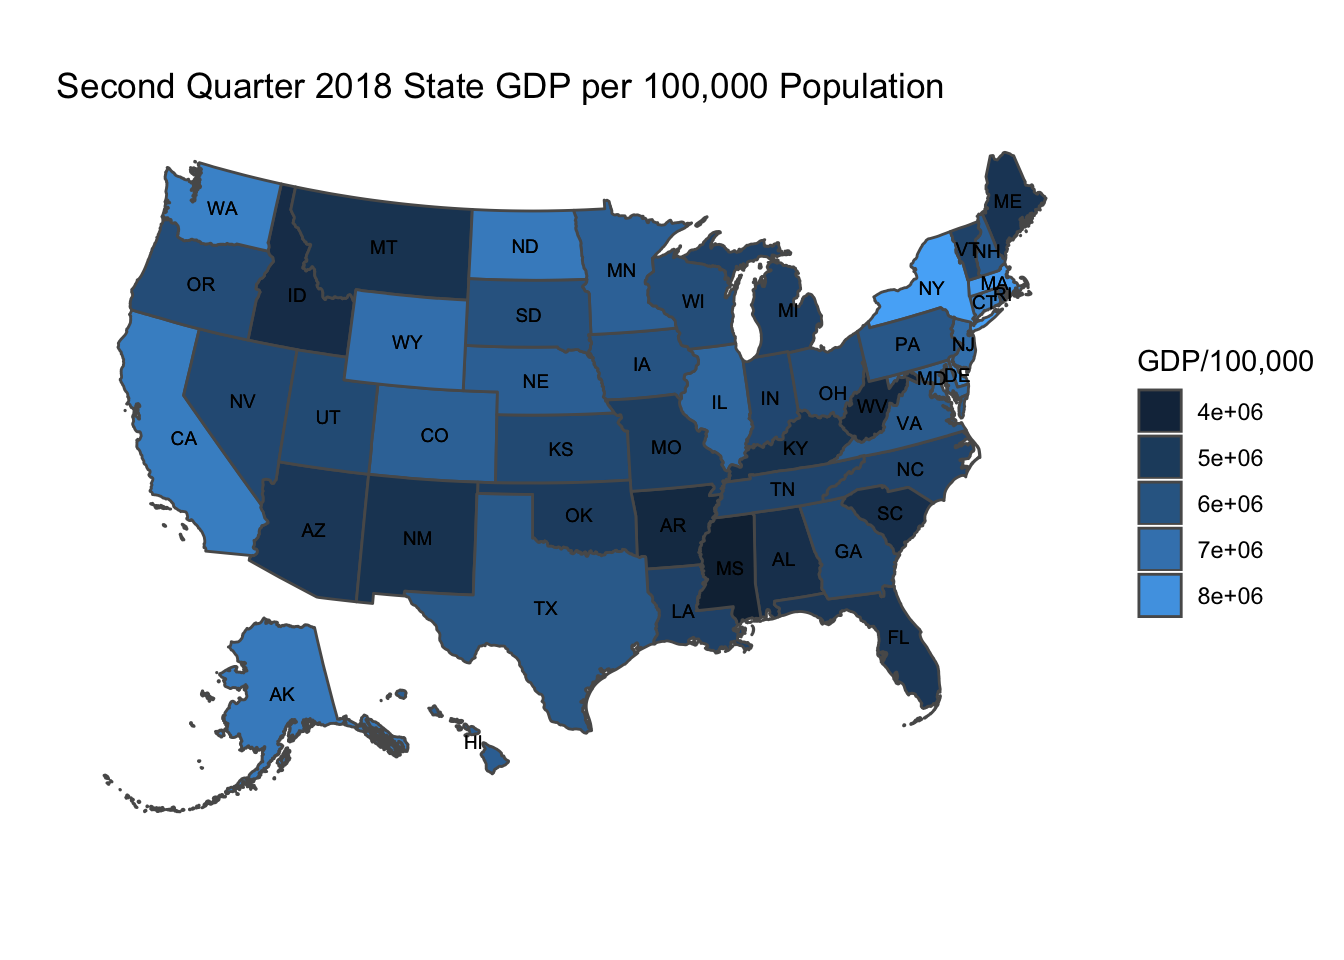 Second Quarter 2018 State GDP per 100,000 Population
ME
WA
MT
ND
VT
NH
MN
OR
MA
NY
ID
RI
WI
CT
SD
MI
WY
PA
NJ
GDP/100,000
IA
DE
NE
MD
OH
NV
IL
IN
WV
4e+06
UT
VA
CO
CA
KS
MO
KY
5e+06
NC
TN
6e+06
OK
SC
AZ
AR
NM
7e+06
GA
AL
MS
8e+06
TX
LA
FL
AK
HI